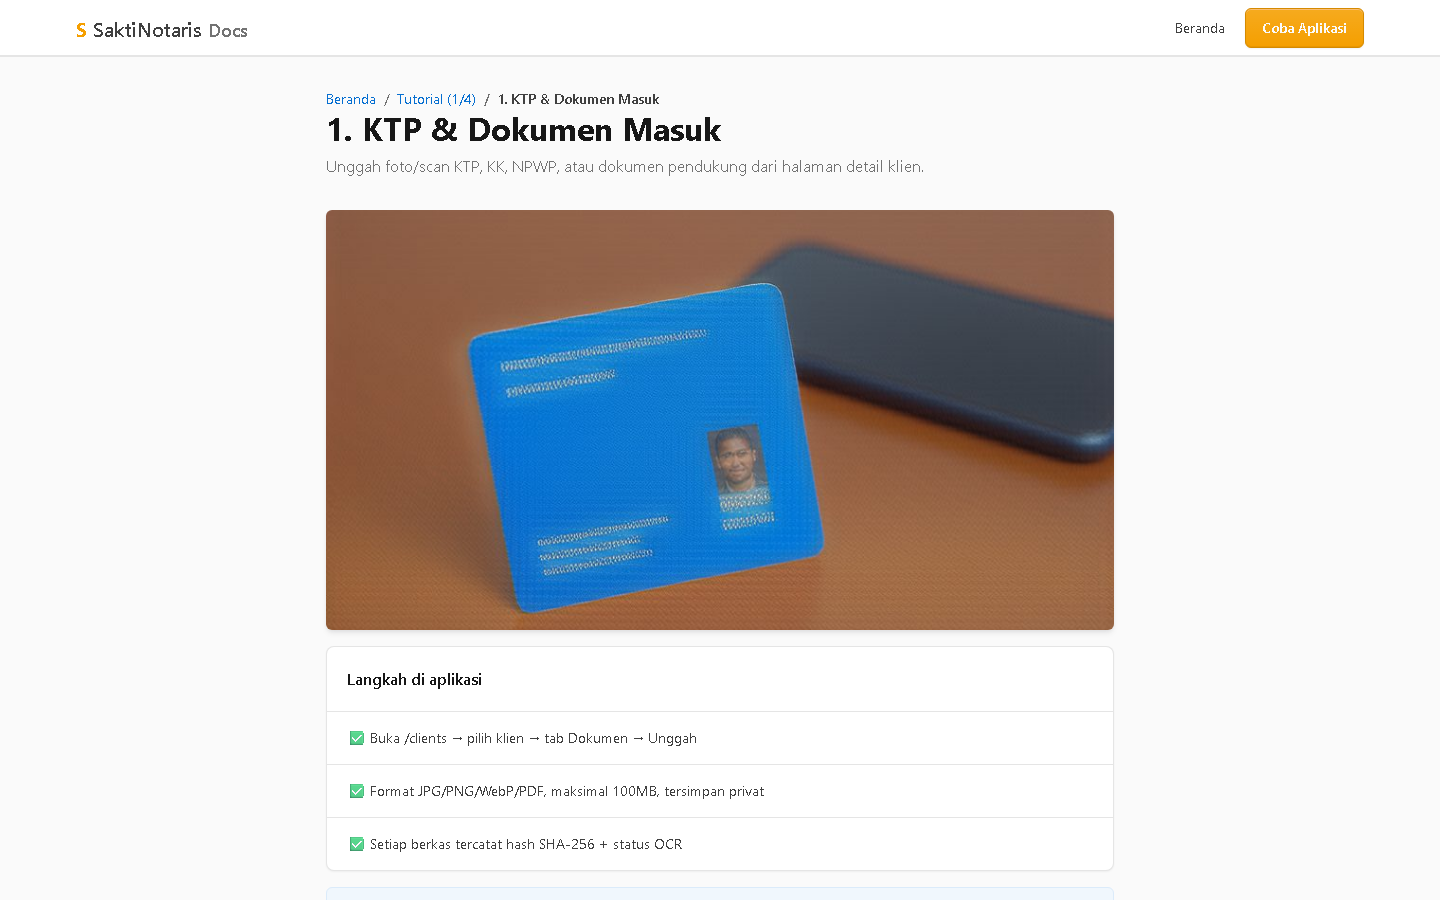 S SaktiNotaris Docs
Beranda
Coba Aplikasi
Beranda / Tutorial (1/4) / 1. KTP & Dokumen Masuk
1. KTP & Dokumen Masuk
Unggah foto/scan KTP, KK, NPWP, atau dokumen pendukung dari halaman detail klien.
Langkah di aplikasi
✅ Buka /clients → pilih klien → tab Dokumen → Unggah
✅ Format JPG/PNG/WebP/PDF, maksimal 100MB, tersimpan privat
✅ Setiap berkas tercatat hash SHA-256 + status OCR